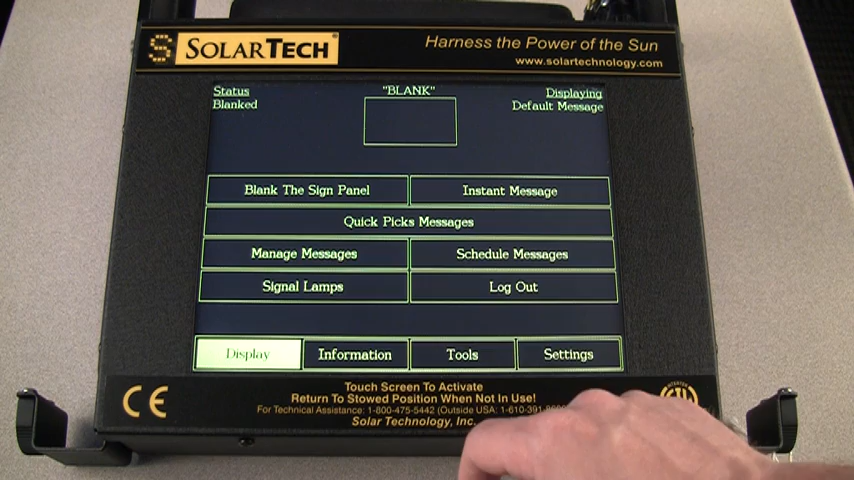 SOLARTECH®
Harness the Power of the Sun
www.solartechnology.com
Status
Blanked
"BLANK"
Displaying
Default Message
Blank The Sign Panel
Instant Message
Quick Picks Messages
Manage Messages
Schedule Messages
Signal Lamps
Log Out
Display
Information
Tools
Settings
CE
Touch Screen To Activate
Return To Stowed Position When Not In Use!
For Technical Assistance: 1-800-475-5442 (Outside USA: 1-610-391-
Solar Technology, Inc.